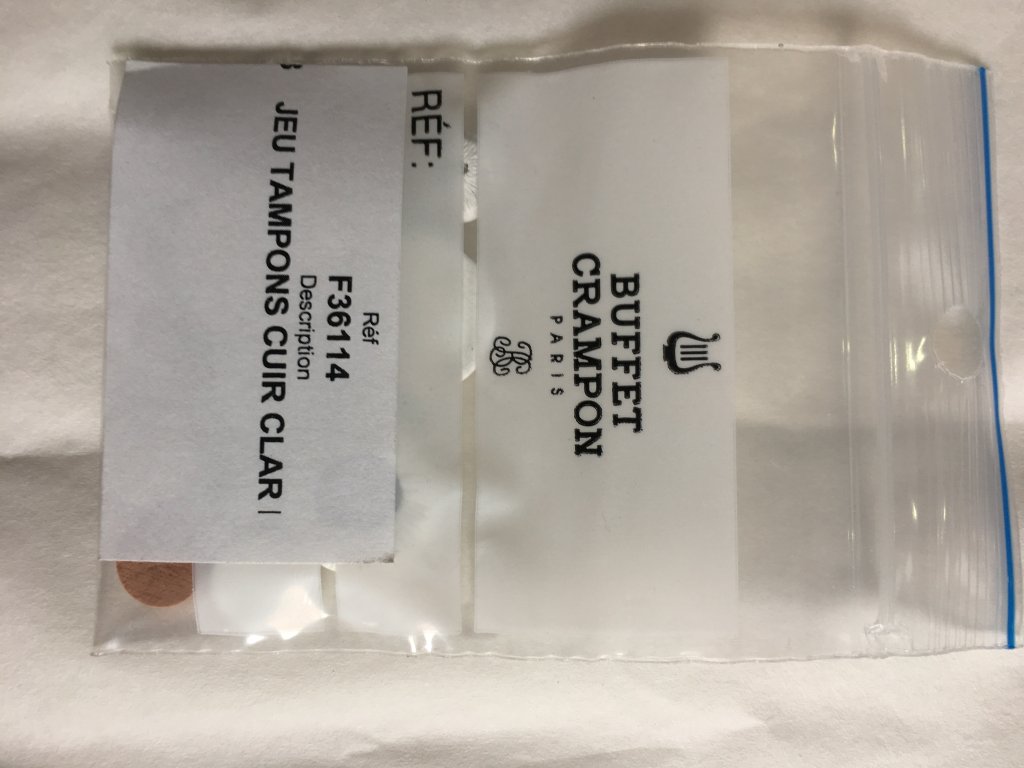 BUFFET
CRAMPON
PARIS
RÉF:
Réf
F36114
Description
JEU TAMPONS CUIR CLAR